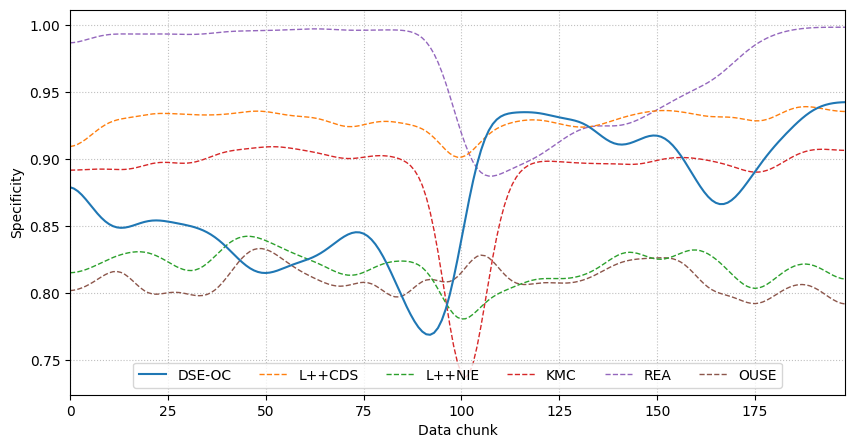 1.00
0.95
0.90
0.85
0.80
0.75
Specificity
DSE-OC L++CDS L++NIE KMC REA OUSE
0 25 50 75 100 125 150 175
Data chunk